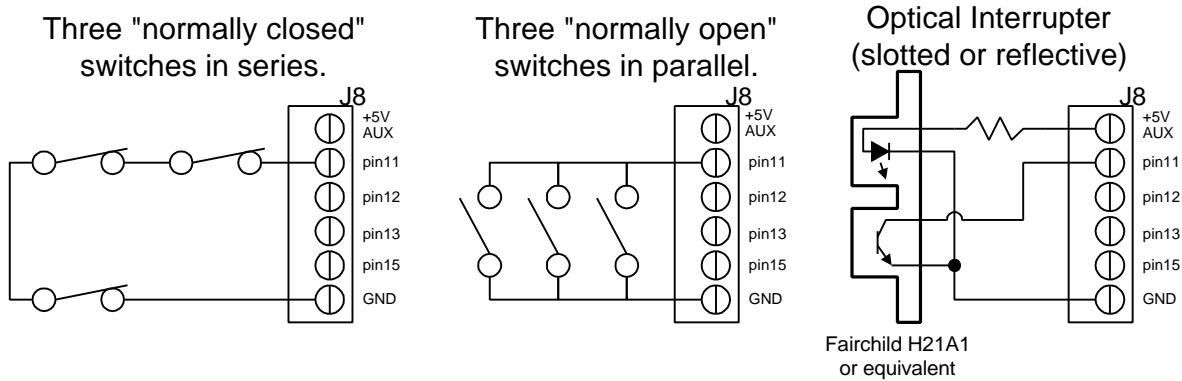 Three "normally closed"
switches in series.
J8
+5V
AUX
pin11
pin12
pin13
pin15
GND
Three "normally open"
switches in parallel.
J8
+5V
AUX
pin11
pin12
pin13
pin15
GND
Optical Interrupter
(slotted or reflective)
J8
+5V
AUX
pin11
pin12
pin13
pin15
GND
Fairchild H21A1
or equivalent